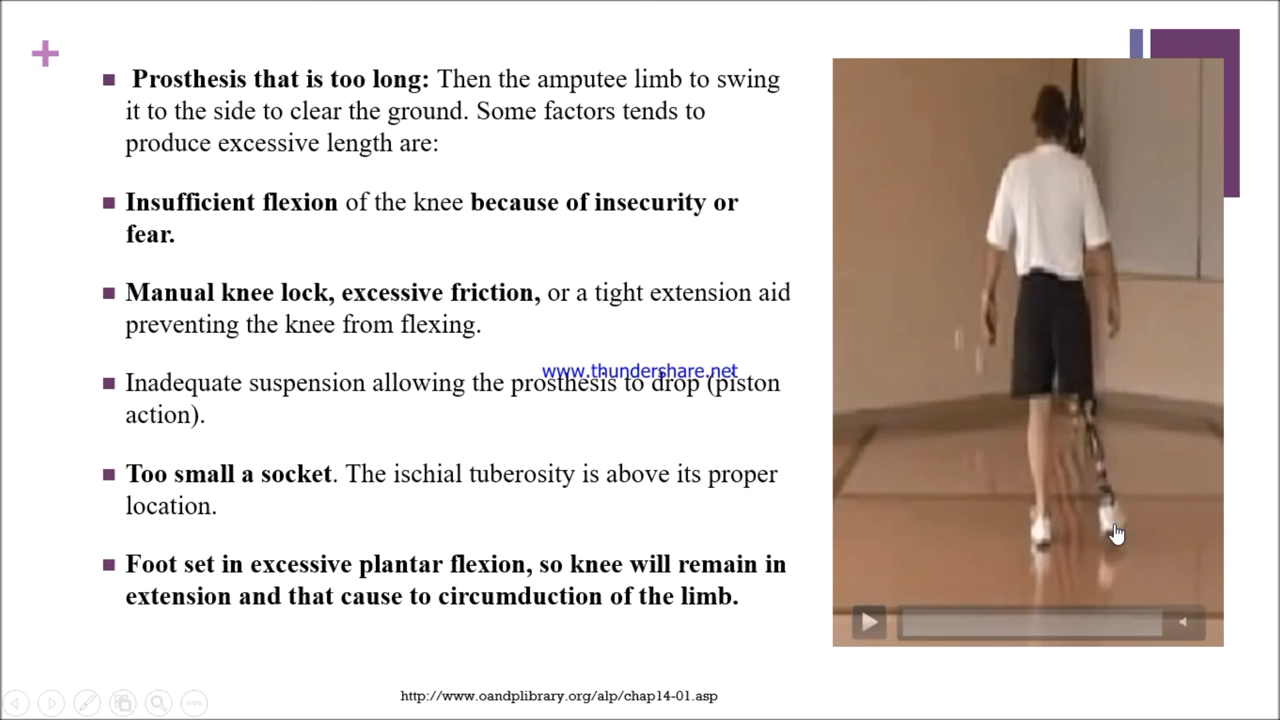 Prosthesis that is too long: Then the amputee limb to swing
it to the side to clear the ground. Some factors tends to
produce excessive length are:
Insufficient flexion of the knee because of insecurity or
fear.
Manual knee lock, excessive friction, or a tight extension aid
preventing the knee from flexing.
www.thundershare.net
Inadequate suspension allowing the prosthesis to drop (piston
action).
Too small a socket. The ischial tuberosity is above its proper
location.
Foot set in excessive plantar flexion, so knee will remain in
extension and that cause to circumduction of the limb.
http://www.oandplibrary.org/alp/chap14-01.asp